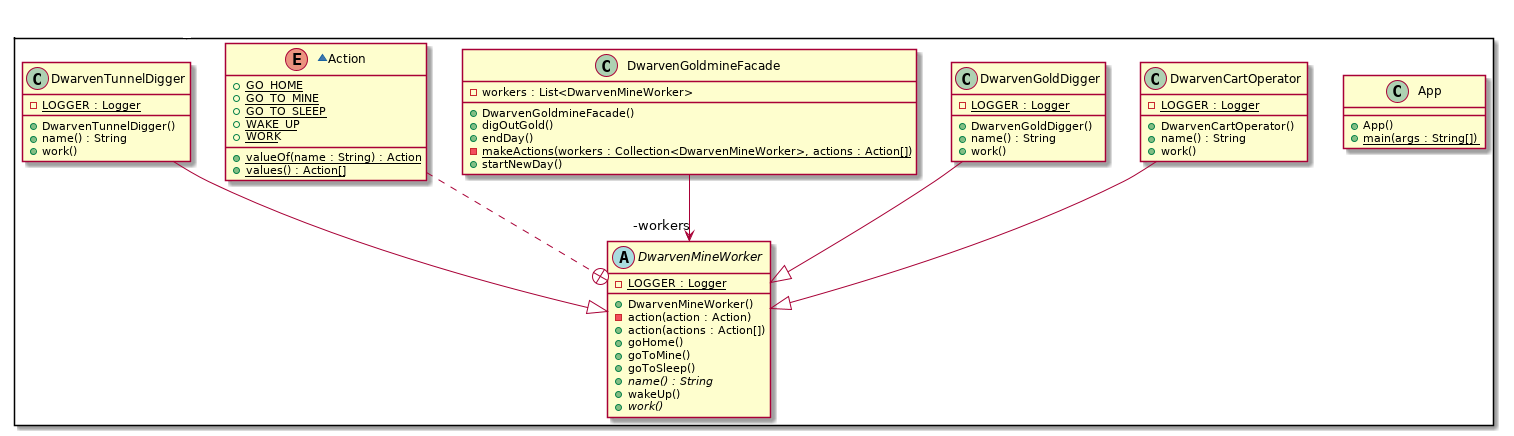 C DwarvenTunnelDigger
LOGGER : Logger
DwarvenTunnelDigger()
name() : String
work()
E Action
GO_HOME
GO_TO_MINE
GO_TO_SLEEP
WAKE_UP
WORK
valueOf(name : String) : Action
values() : Action[]
C DwarvenGoldmineFacade
workers : List<DwarvenMineWorker>
DwarvenGoldmineFacade()
digOutGold()
endDay()
makeActions(workers : Collection<DwarvenMineWorker>, actions : Action[])
startNewDay()
C DwarvenGoldDigger
LOGGER : Logger
DwarvenGoldDigger()
name() : String
work()
C DwarvenCartOperator
LOGGER : Logger
DwarvenCartOperator()
name() : String
work()
C App
App()
main(args : String[])
-workers
A DwarvenMineWorker
LOGGER : Logger
DwarvenMineWorker()
action(action : Action)
action(actions : Action[])
goHome()
goToMine()
goToSleep()
name() : String
wakeUp()
work()